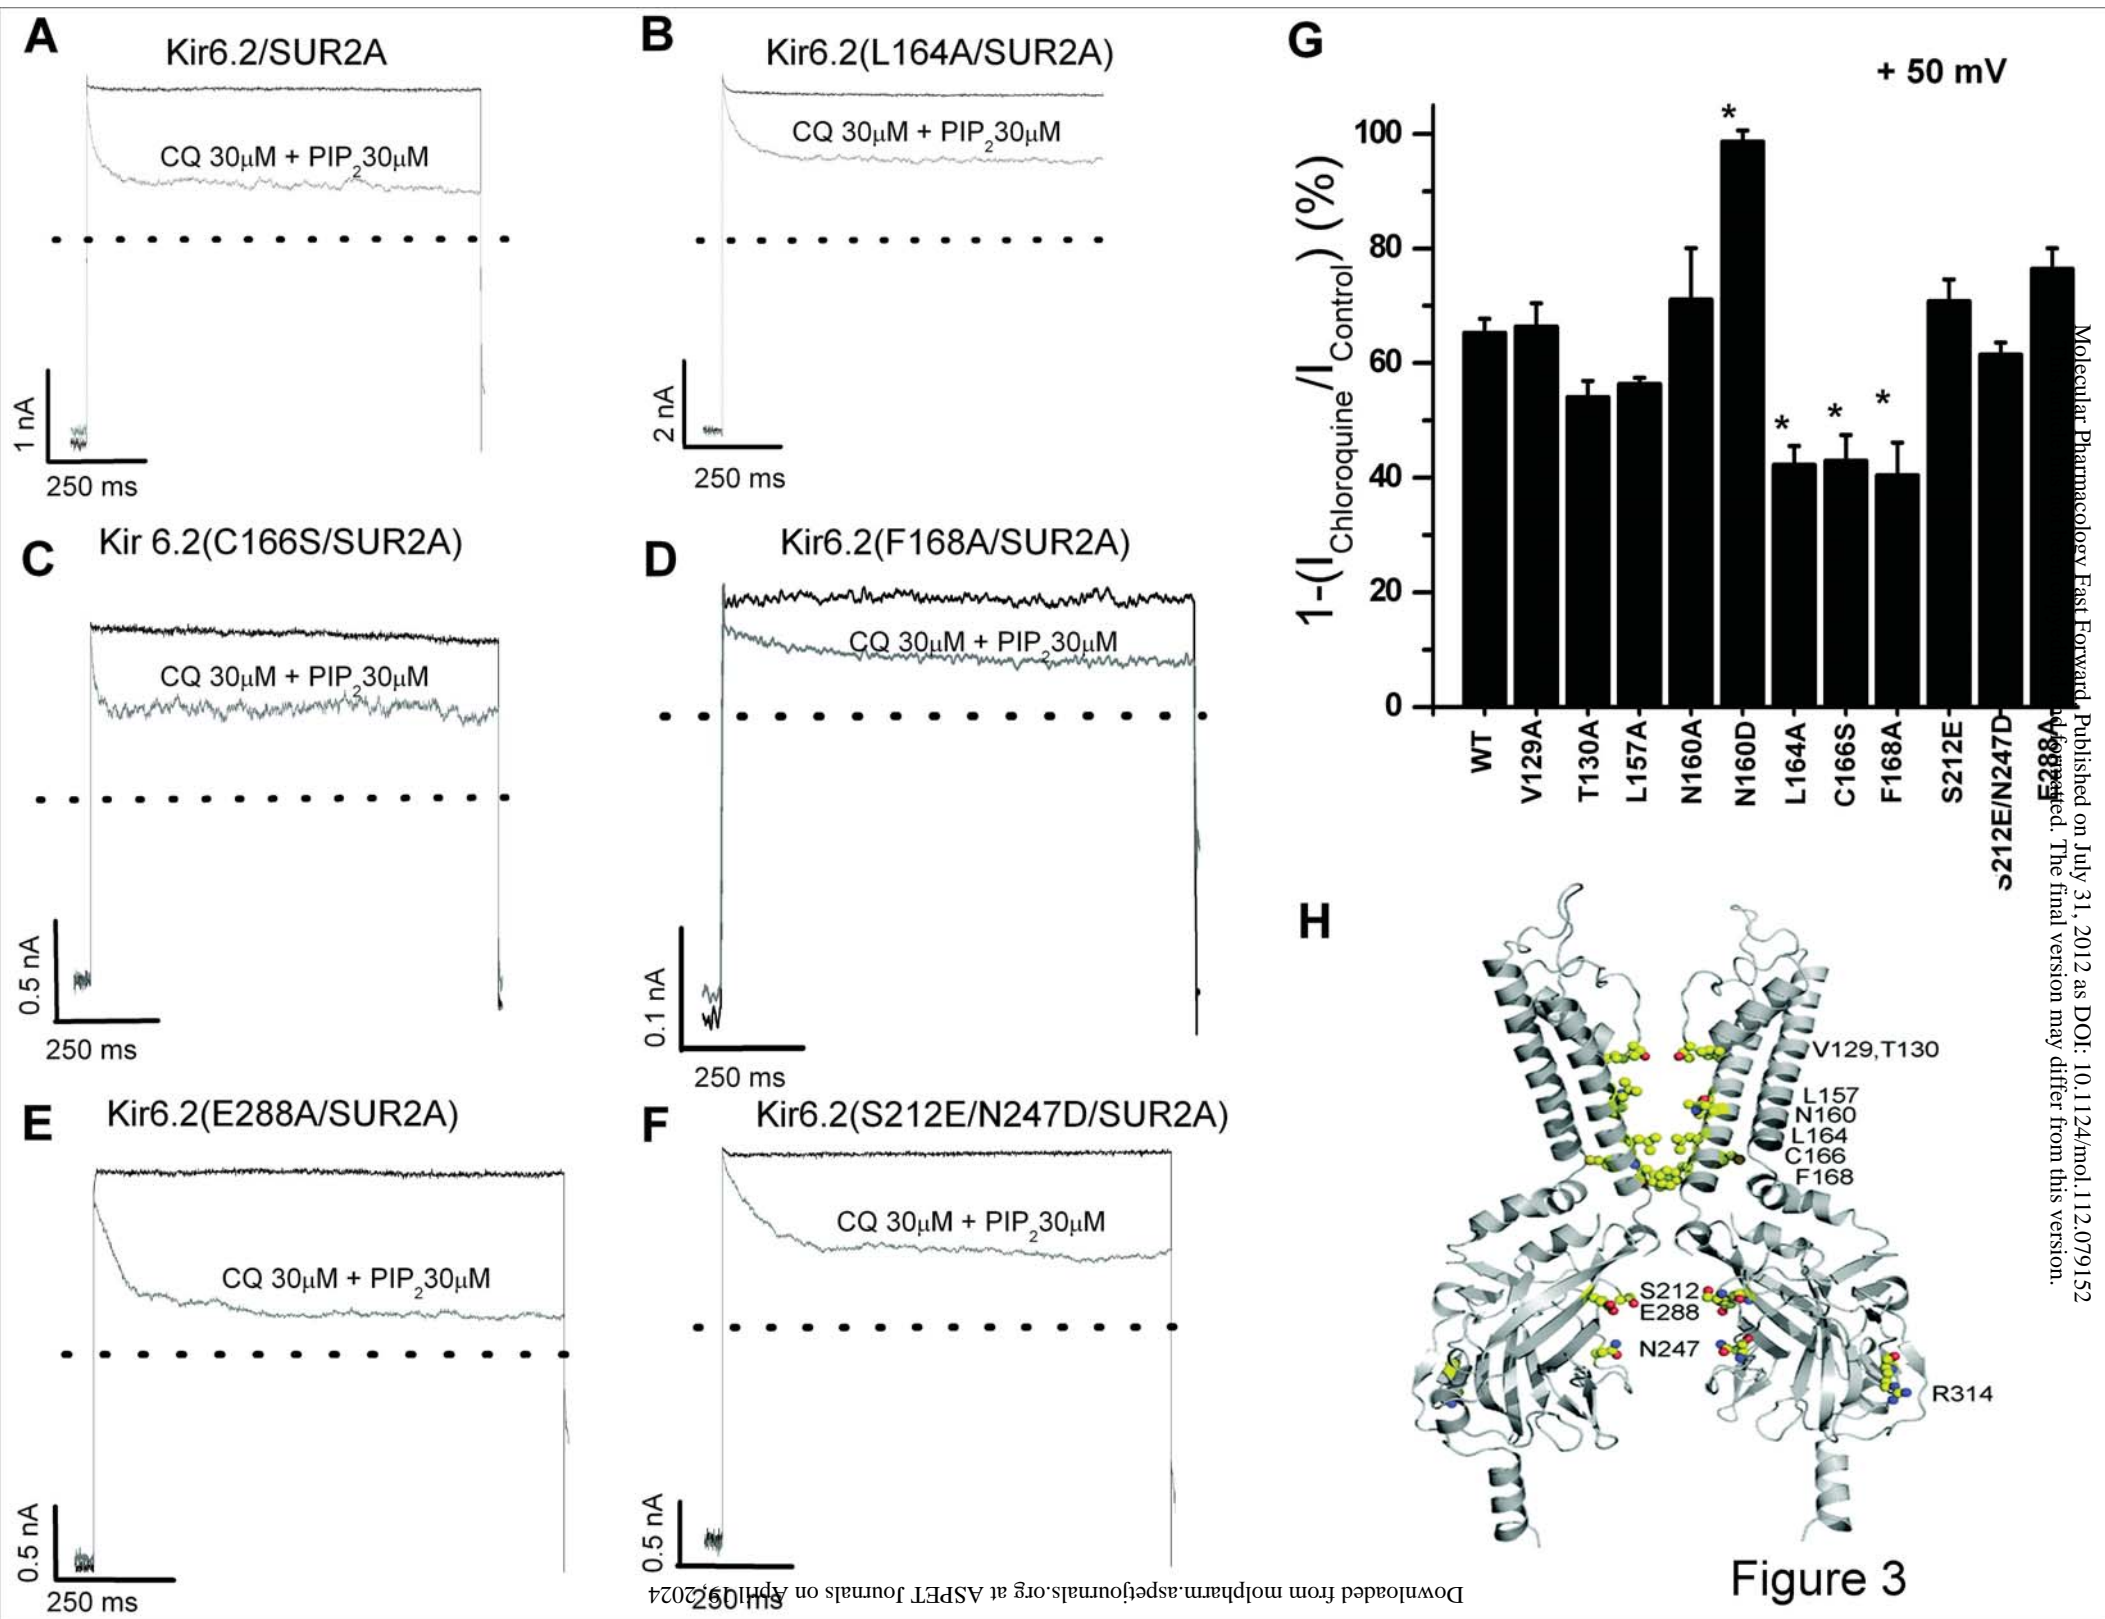 A
Kir6.2/SUR2A
CQ 30μM + PIP₂30μM
1 nA
250 ms
B
Kir6.2(L164A/SUR2A)
CQ 30μM + PIP₂30μM
2 nA
250 ms
C
Kir 6.2(C166S/SUR2A)
CQ 30μM + PIP₂30μM
0.5 nA
250 ms
D
Kir6.2(F168A/SUR2A)
CQ 30μM + PIP₂30μM
0.1 nA
250 ms
E
Kir6.2(E288A/SUR2A)
CQ 30μM + PIP₂30μM
0.5 nA
250 ms
F
Kir6.2(S212E/N247D/SUR2A)
CQ 30μM + PIP₂30μM
0.5 nA
250 ms
G
+ 50 mV
1-(I Chloroquine /I Control ) (%)
100
80
60
40
20
0
*
*
*
*
WT
V129A
T130A
L157A
N160A
N160D
L164A
C166S
F168A
S212E
S212E/N247D
E288A
H
V129,T130
L157
N160
L164
C166
F168
S212
E288
N247
R314
Figure 3
Molecular Pharmacology Fast Forward. Published on July 31, 2012 as DOI: 10.1124/mol.112.079152
formatted. The final version may differ from this version.
Downloaded from molpharm.aspetjournals.org at ASPET Journals on April 19, 2024